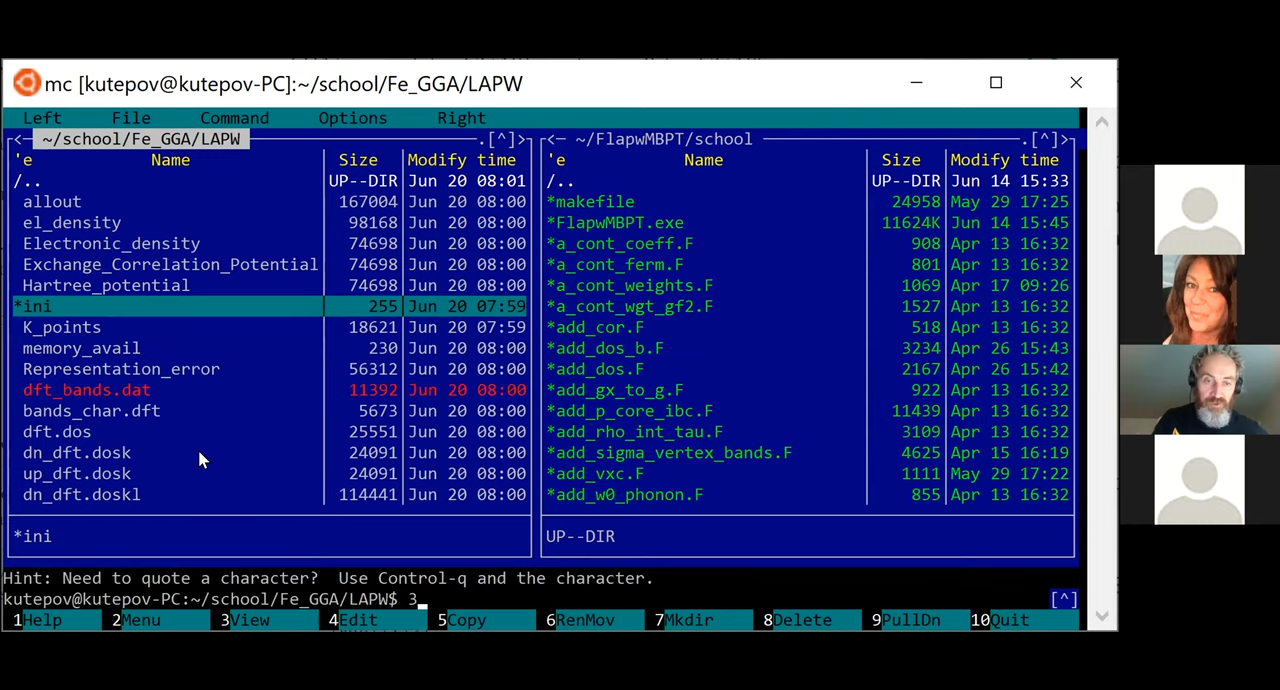 mc [kutepov@kutepov-PC]:~/school/Fe_GGA/LAPW
Left File Command Options Right
<─ ~/school/Fe_GGA/LAPW .[^]>
'e Name Size Modify time
/.. UP--DIR Jun 20 08:01
allout 167004 Jun 20 08:00
el_density 98168 Jun 20 08:00
Electronic_density 74698 Jun 20 08:00
Exchange_Correlation_Potential 74698 Jun 20 08:00
Hartree_potential 74698 Jun 20 08:00
*ini 255 Jun 20 07:59
K_points 18621 Jun 20 07:59
memory_avail 230 Jun 20 08:00
Representation_error 56312 Jun 20 08:00
dft_bands.dat 11392 Jun 20 08:00
bands_char.dft 5673 Jun 20 08:00
dft.dos 25551 Jun 20 08:00
dn_dft.dosk 24091 Jun 20 08:00
up_dft.dosk 24091 Jun 20 08:00
dn_dft.doskl 114441 Jun 20 08:00
*ini
<─ ~/FlapwMBPT/school .[^]>
'e Name Size Modify time
/.. UP--DIR Jun 14 15:33
*makefile 24958 May 29 17:25
*FlapwMBPT.exe 11624K Jun 14 15:45
*a_cont_coeff.F 908 Apr 13 16:32
*a_cont_ferm.F 801 Apr 13 16:32
*a_cont_weights.F 1069 Apr 17 09:26
*a_cont_wgt_gf2.F 1527 Apr 13 16:32
*add_cor.F 518 Apr 13 16:32
*add_dos_b.F 3234 Apr 26 15:43
*add_dos.F 2167 Apr 26 15:42
*add_gx_to_g.F 922 Apr 13 16:32
*add_p_core_ibc.F 11439 Apr 13 16:32
*add_rho_int_tau.F 3109 Apr 13 16:32
*add_sigma_vertex_bands.F 4625 Apr 15 16:19
*add_vxc.F 1111 May 29 17:22
*add_w0_phonon.F 855 Apr 13 16:32
UP--DIR
Hint: Need to quote a character? Use Control-q and the character.
kutepov@kutepov-PC:~/school/Fe_GGA/LAPW$ 3_ [^]
1Help 2Menu 3View 4Edit 5Copy 6RenMov 7Mkdir 8Delete 9PullDn 10Quit